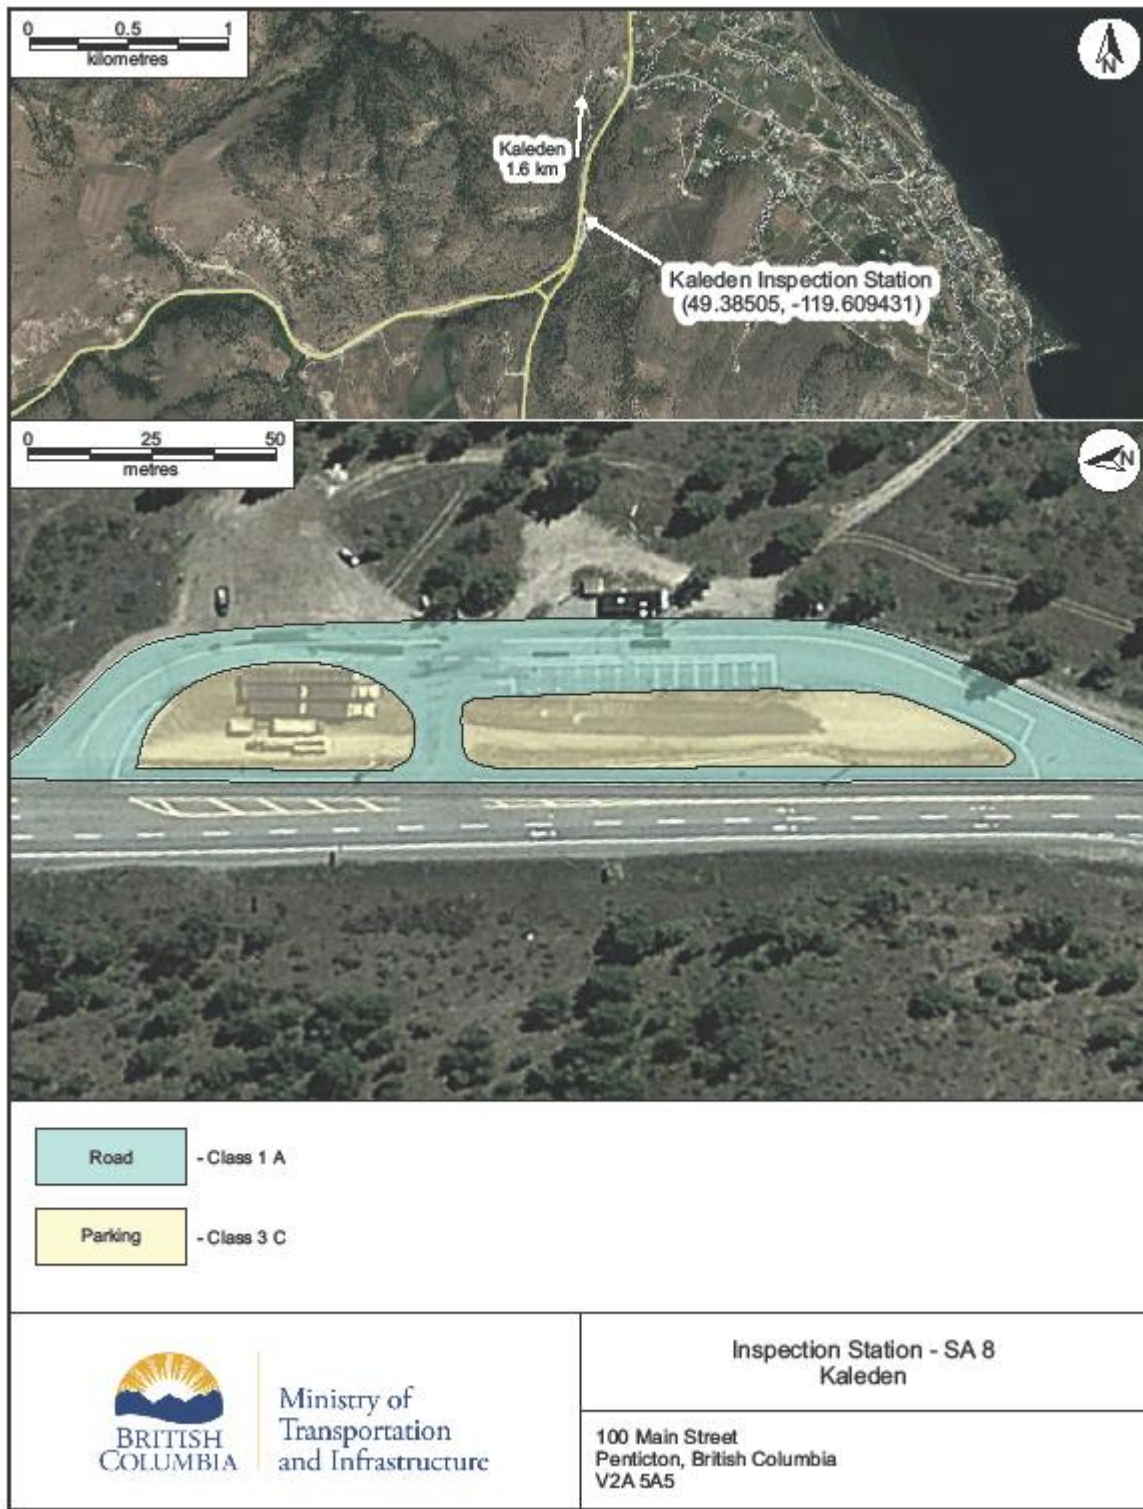 0 0.5 1
kilometres
N
Kaleden
1.6 km
Kaleden Inspection Station
(49.38505, -119.609431)
0 25 50
metres
N
Road - Class 1 A
Parking - Class 3 C
BRITISH
COLUMBIA
Ministry of
Transportation
and Infrastructure
Inspection Station - SA 8
Kaleden
100 Main Street
Penticton, British Columbia
V2A 5A5